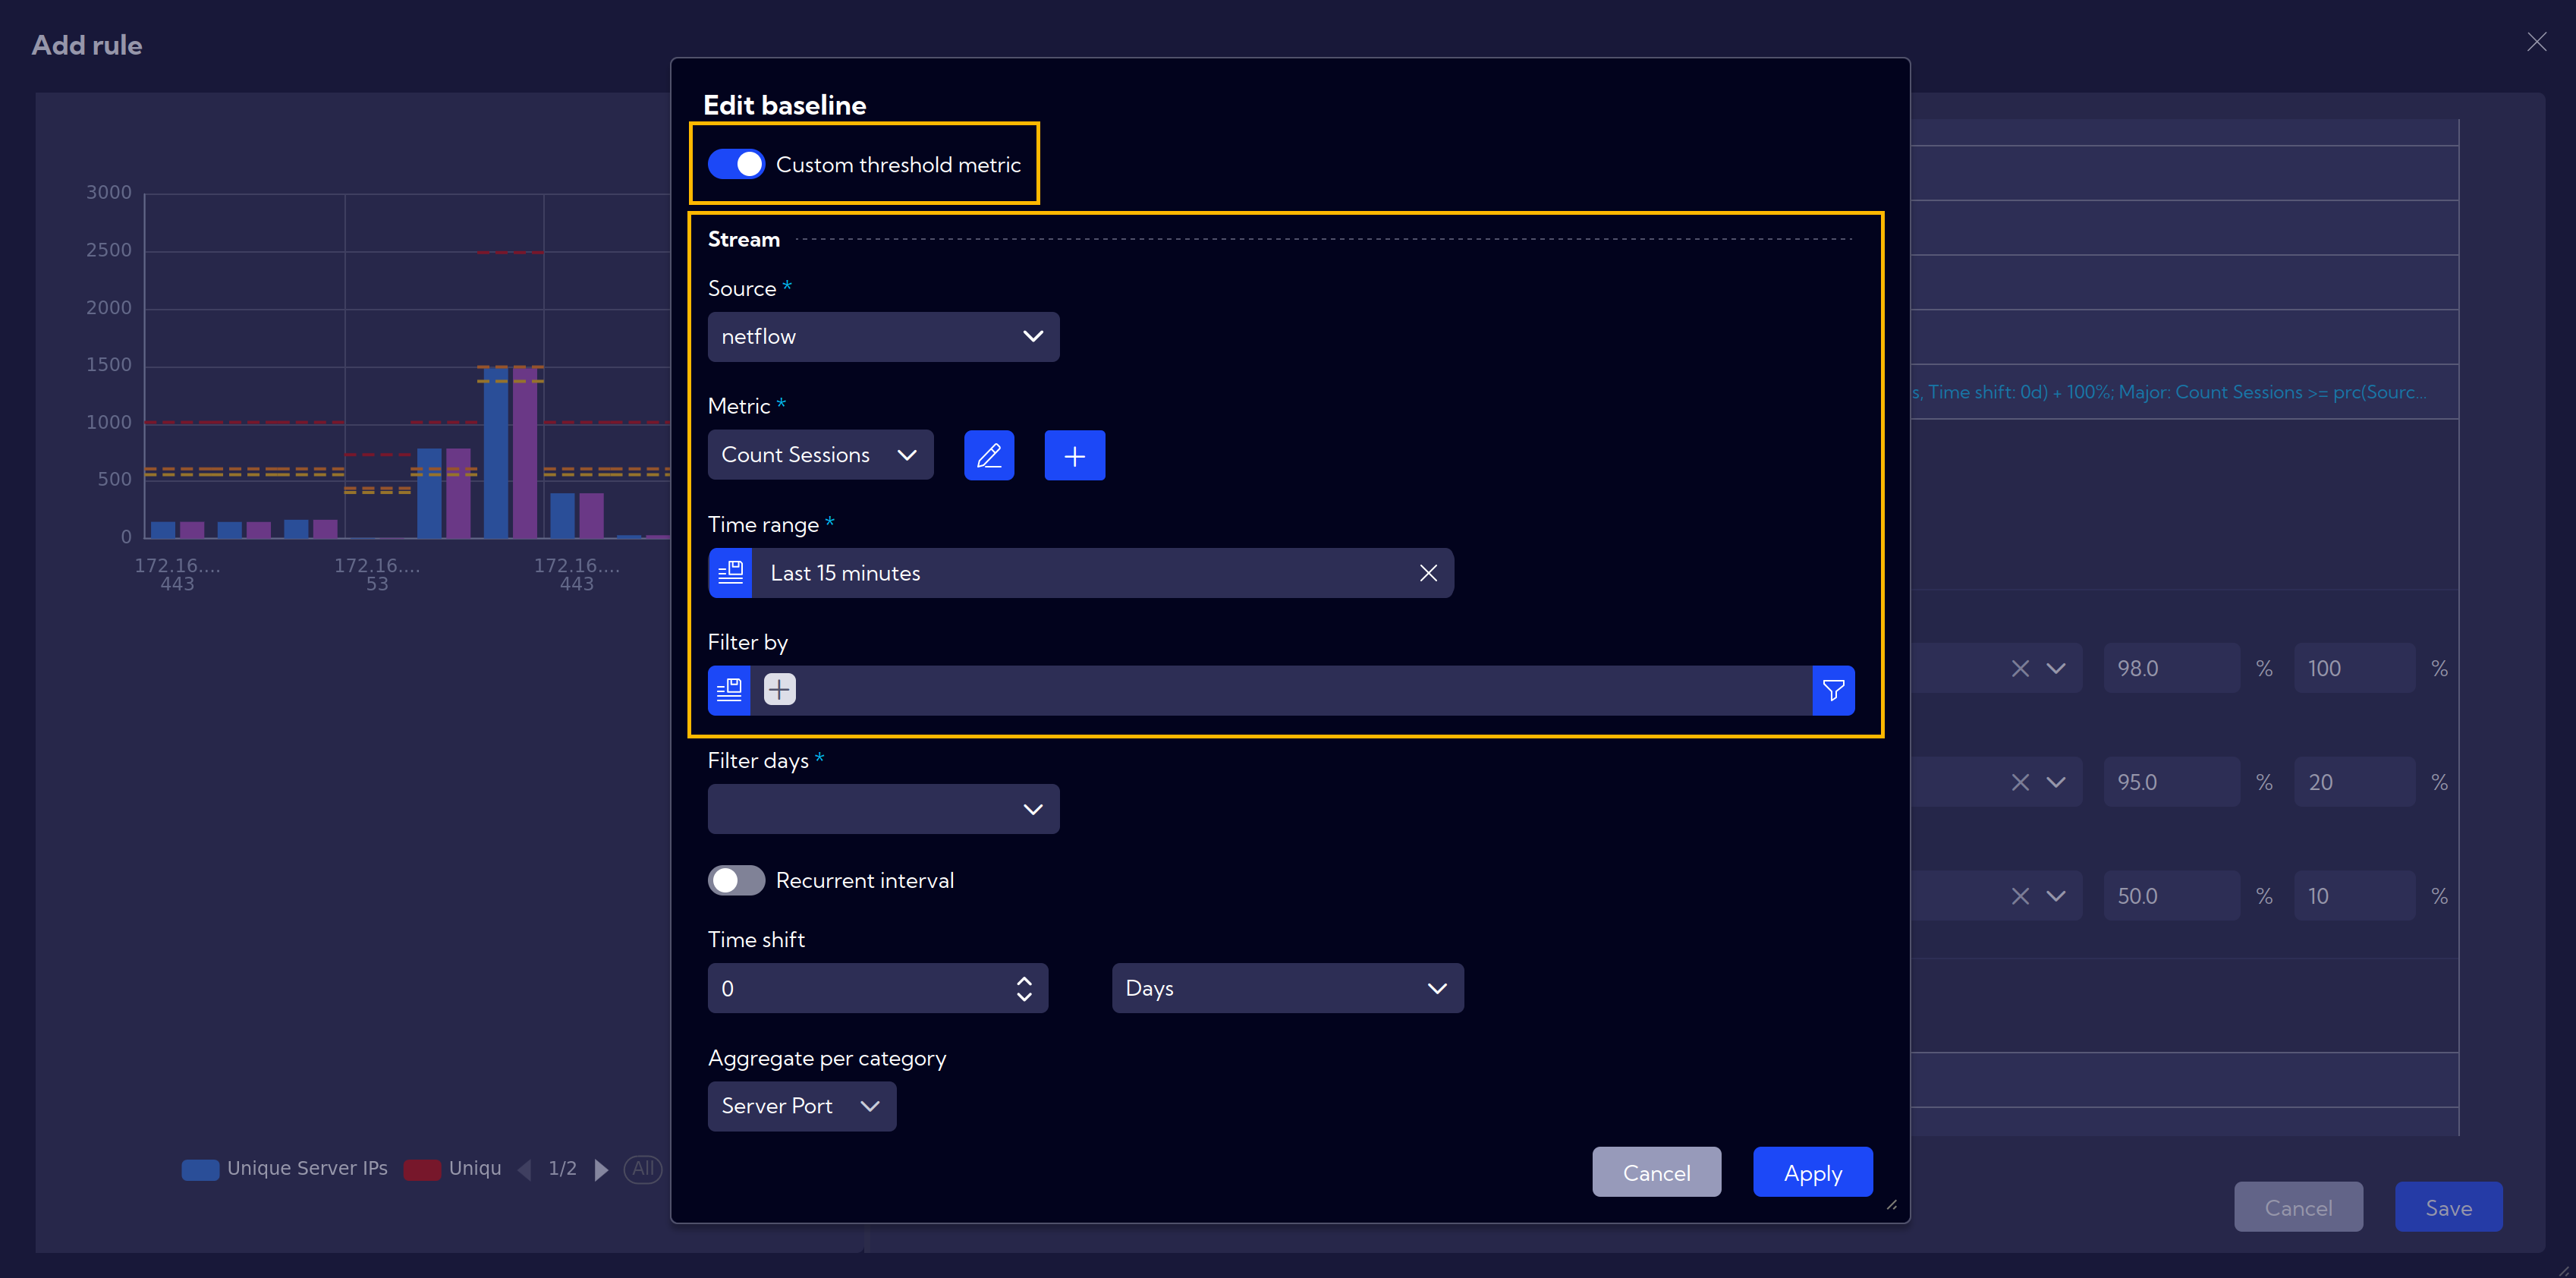 Add rule
3000
2500
2000
1500
1000
500
0
172.16....
443
172.16....
53
172.16....
443
Unique Server IPs
Uniqu
1/2
All
Edit baseline
Custom threshold metric
Stream
Source *
netflow
Metric *
Count Sessions
Time range *
Last 15 minutes
Filter by
Filter days *
Recurrent interval
Time shift
0
Days
Aggregate per category
Server Port
Cancel
Apply
s, Time shift: 0d) + 100%; Major: Count Sessions >= prc(Sourc...
98.0 % 100 %
95.0 % 20 %
50.0 % 10 %
Cancel
Save